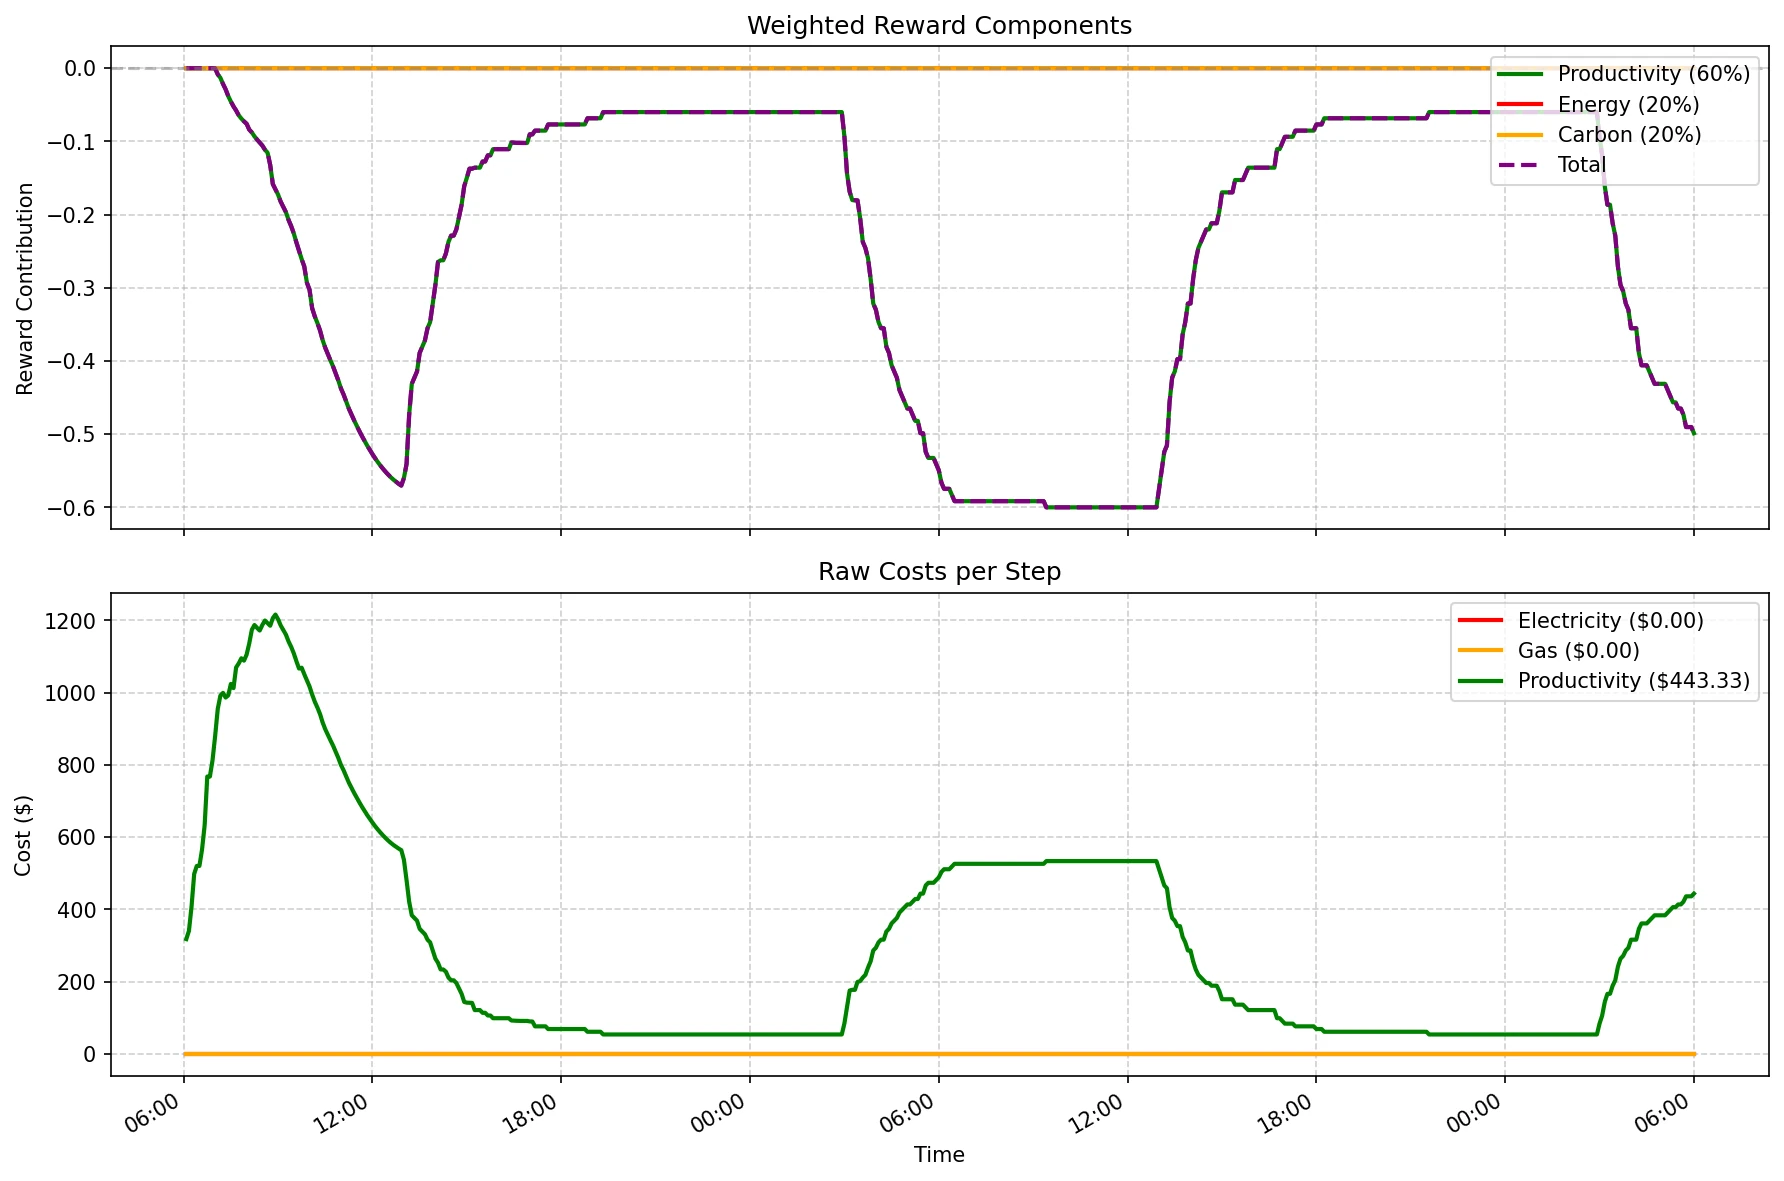 Weighted Reward Components
0.0
−0.1
−0.2
−0.3
−0.4
−0.5
−0.6
Reward Contribution
Productivity (60%)
Energy (20%)
Carbon (20%)
Total
Raw Costs per Step
1200
1000
800
600
400
200
0
Cost ($)
Electricity ($0.00)
Gas ($0.00)
Productivity ($443.33)
06:00
12:00
18:00
00:00
06:00
12:00
18:00
00:00
06:00
Time